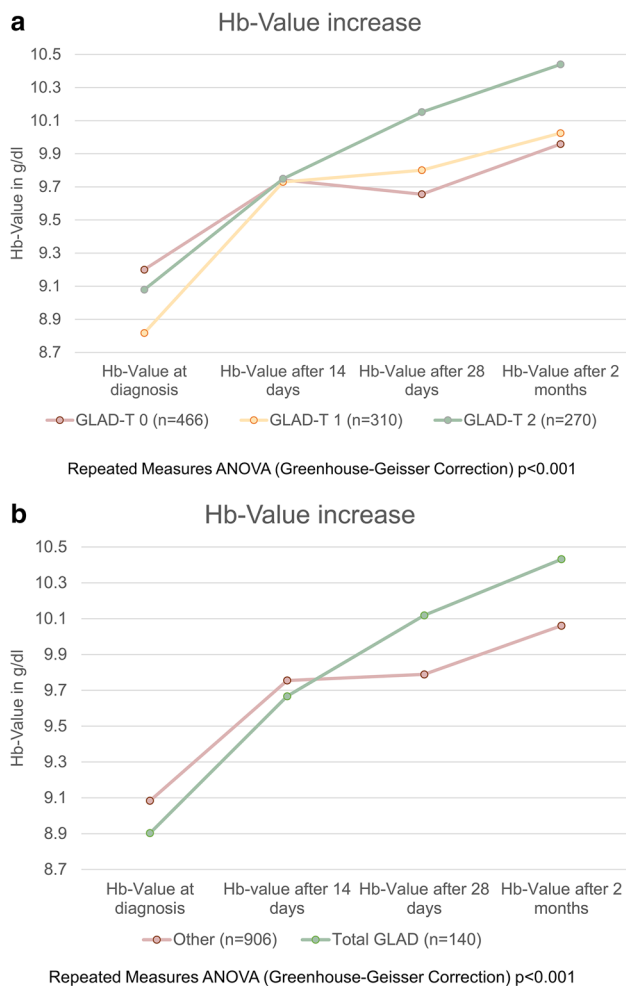 a
Hb-Value increase
10.5
10.3
10.1
9.9
9.7
9.5
9.3
9.1
8.9
8.7
Hb-Value in g/dl
Hb-Value at
diagnosis
Hb-Value after 14
days
Hb-Value after 28
days
Hb-Value after 2
months
GLAD-T 0 (n=466)
GLAD-T 1 (n=310)
GLAD-T 2 (n=270)
Repeated Measures ANOVA (Greenhouse-Geisser Correction) p<0.001
b
Hb-Value increase
10.5
10.3
10.1
9.9
9.7
9.5
9.3
9.1
8.9
8.7
Hb-Value in g/dl
Hb-Value at
diagnosis
Hb-value after 14
days
Hb-Value after 28
days
Hb-Value after 2
months
Other (n=906)
Total GLAD (n=140)
Repeated Measures ANOVA (Greenhouse-Geisser Correction) p<0.001